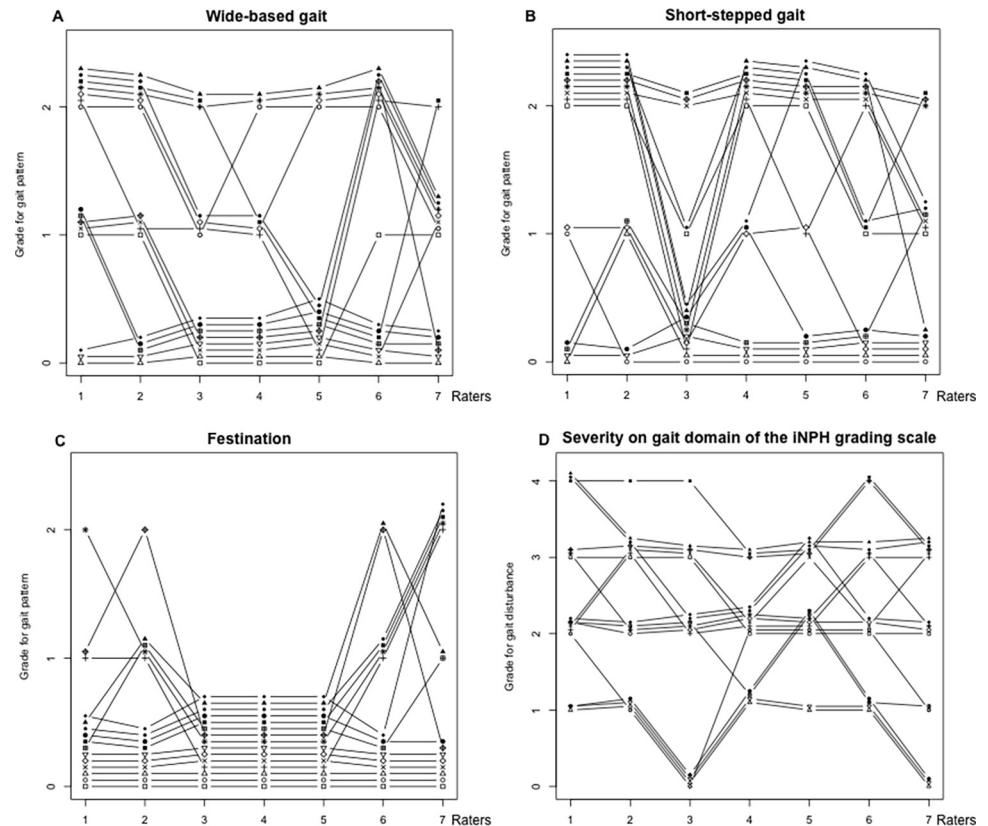 A Wide-based gait
Grade for gait pattern
2
1
0
1 2 3 4 5 6 7 Raters
B Short-stepped gait
Grade for gait pattern
2
1
0
1 2 3 4 5 6 7 Raters
C Festination
Grade for gait pattern
2
1
0
1 2 3 4 5 6 7 Raters
D Severity on gait domain of the iNPH grading scale
Grade for gait disturbance
4
3
2
1
0
1 2 3 4 5 6 7 Raters